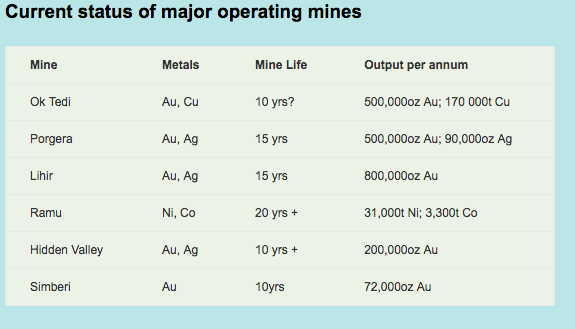 Current status of major operating mines
Mine Metals Mine Life Output per annum
Ok Tedi Au, Cu 10 yrs? 500,000oz Au; 170 000t Cu
Porgera Au, Ag 15 yrs 500,000oz Au; 90,000oz Ag
Lihir Au, Ag 15 yrs 800,000oz Au
Ramu Ni, Co 20 yrs + 31,000t Ni; 3,300t Co
Hidden Valley Au, Ag 10 yrs + 200,000oz Au
Simberi Au 10yrs 72,000oz Au